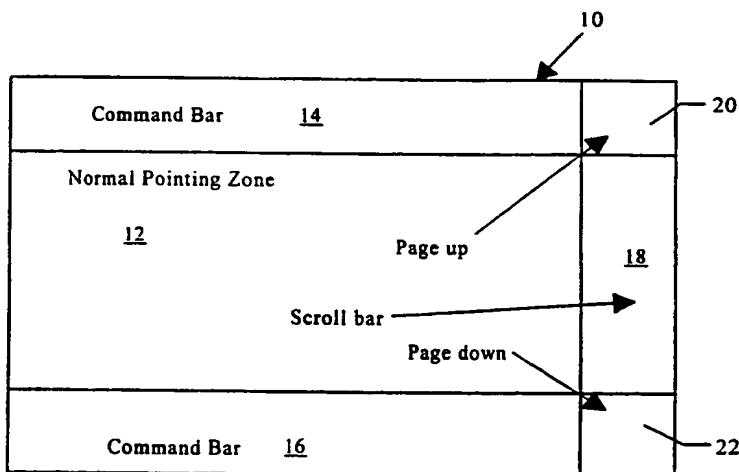 10
Command Bar 14
20
Normal Pointing Zone
12
Page up
18
Scroll bar
Page down
Command Bar 16
22